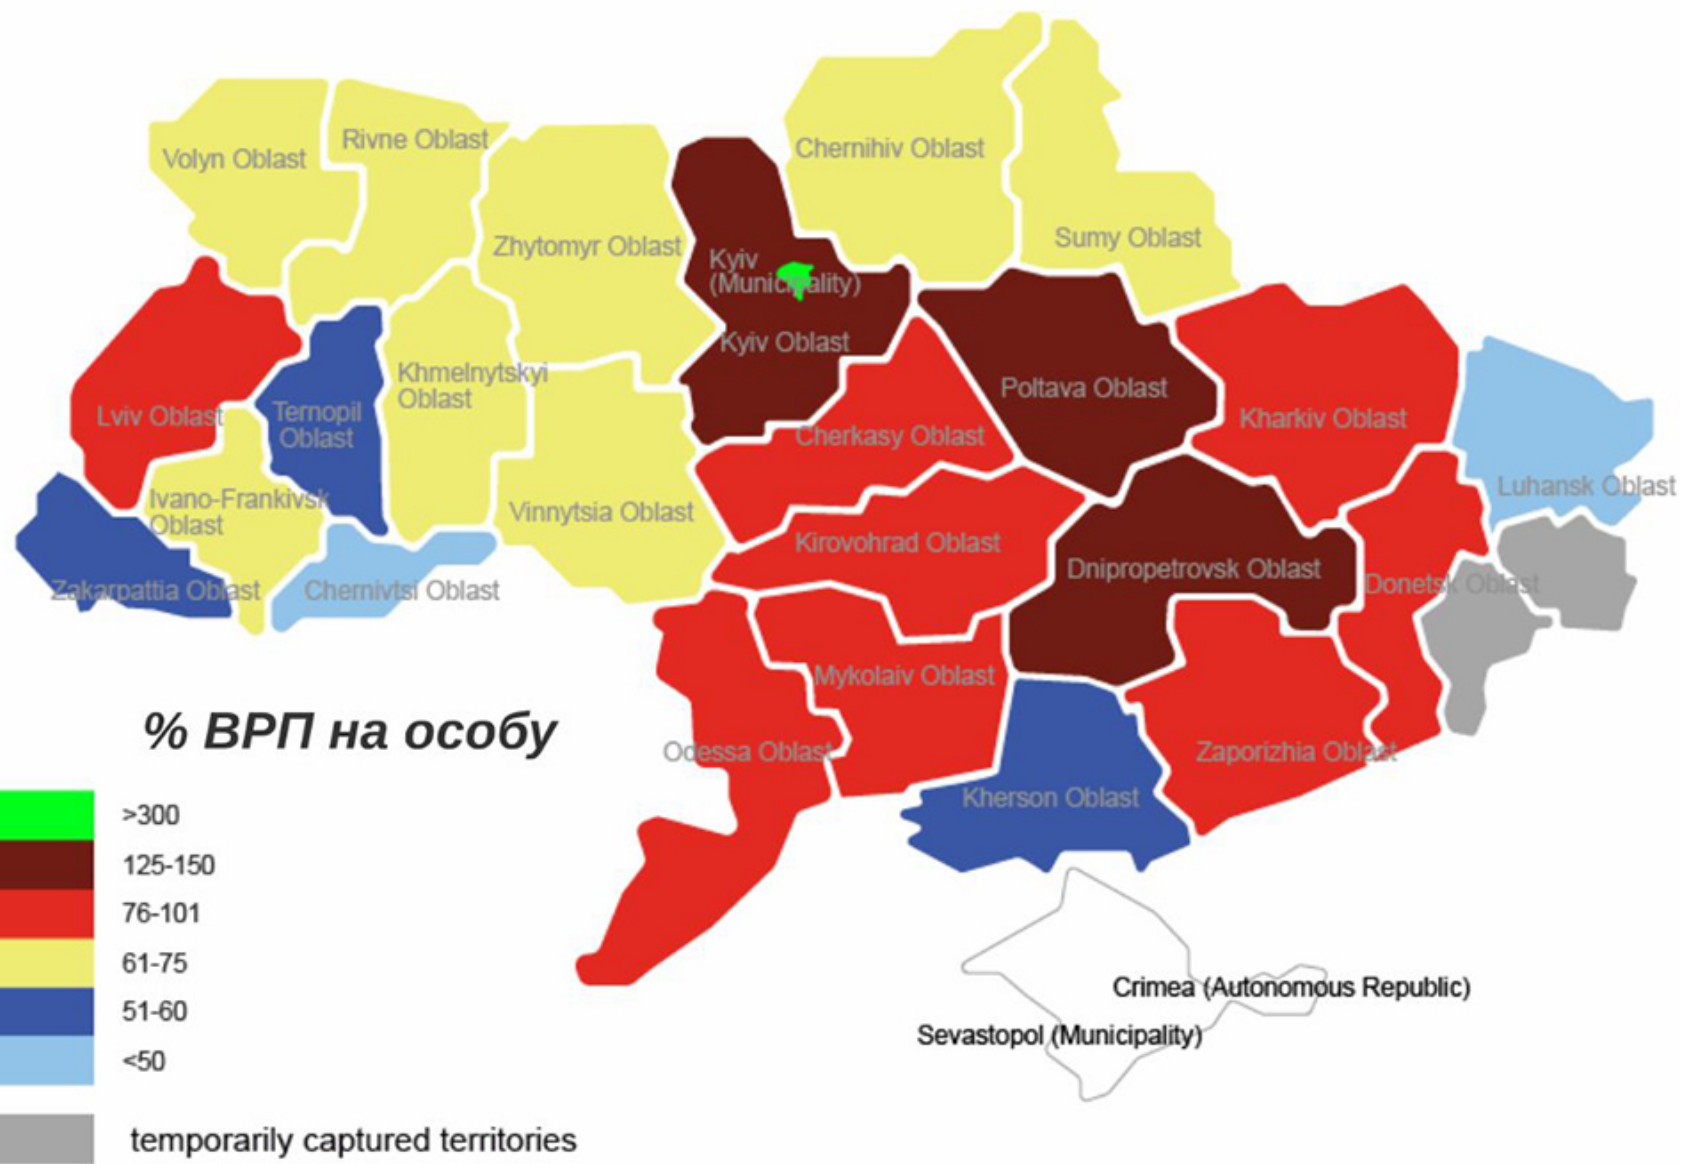 Chernihiv Oblast
Rivne Oblast
Volyn Oblast
Sumy Oblast
Zhytomyr Oblast
Kyiv
(Municipality)
Kyiv Oblast
Khmelnytskyi
Oblast
Poltava Oblast
Lviv Oblast
Ternopil
Oblast
Kharkiv Oblast
Cherkasy Oblast
Luhansk Oblast
Ivano-Frankivsk
Oblast
Vinnytsia Oblast
Kirovohrad Oblast
Dnipropetrovsk Oblast
Donetsk Oblast
Zakarpattia Oblast
Chernivtsi Oblast
Mykolaiv Oblast
Odessa Oblast
Zaporizhia Oblast
Kherson Oblast
Crimea (Autonomous Republic)
Sevastopol (Municipality)
% ВРП на особу
>300
125-150
76-101
61-75
51-60
<50
temporarily captured territories